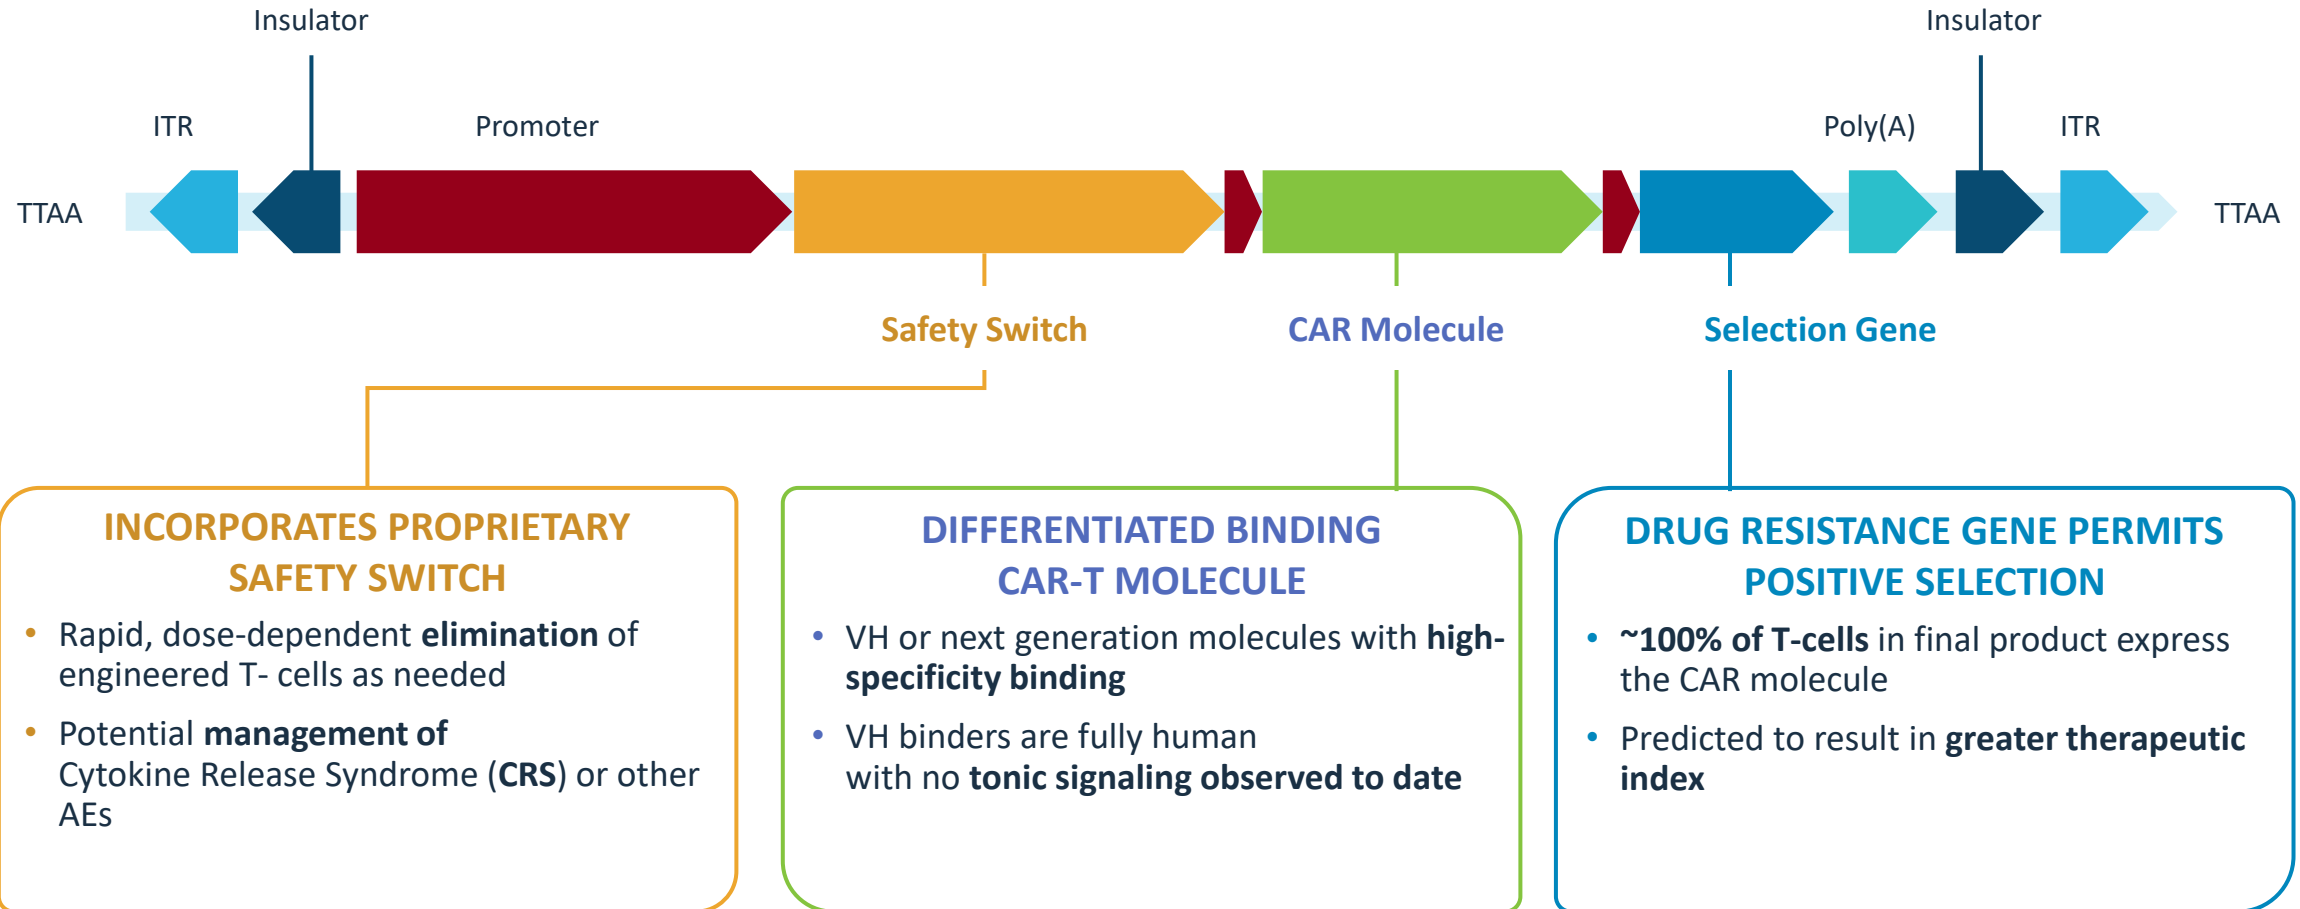 Insulator
Insulator
ITR
Promoter
Poly(A)
ITR
TTAA
TTAA
Safety Switch
CAR Molecule
Selection Gene
INCORPORATES PROPRIETARY
SAFETY SWITCH
• Rapid, dose-dependent elimination of
engineered T- cells as needed
• Potential management of
Cytokine Release Syndrome (CRS) or other
AEs
DIFFERENTIATED BINDING
CAR-T MOLECULE
• VH or next generation molecules with high-
specificity binding
• VH binders are fully human
with no tonic signaling observed to date
DRUG RESISTANCE GENE PERMITS
POSITIVE SELECTION
• ~100% of T-cells in final product express
the CAR molecule
• Predicted to result in greater therapeutic
index